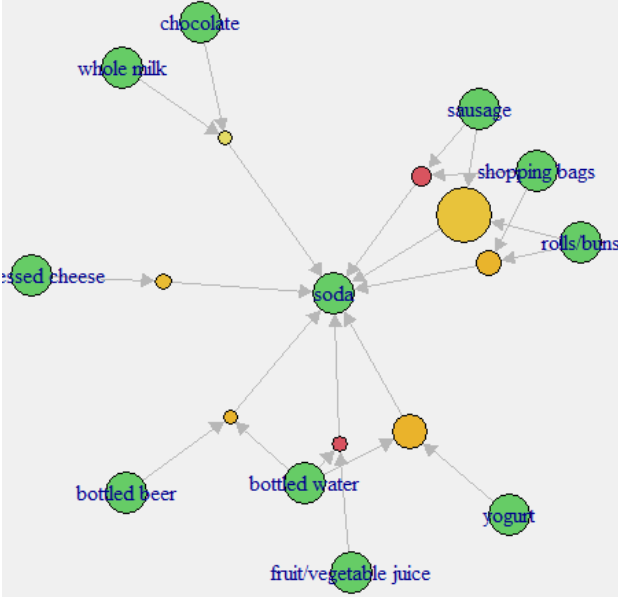 chocolate
whole milk
sausage
shopping bags
rolls/buns
essed cheese
soda
bottled water
bottled beer
yogurt
fruit/vegetable juice